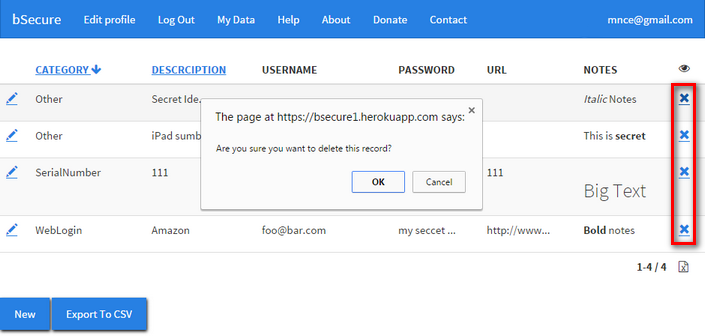 bSecure Edit profile Log Out My Data Help About Donate Contact mnce@gmail.com
CATEGORY DESTCRCIPTION USERNAME PASSWORD URL NOTES
Other Secret Ide. Italic Notes
The page at https://bsecure1.herokuapp.com says:
Other iPad sumb This is secret
Are you sure you want to delete this record?
SerialNumber 111 111
OK Cancel
Big Text
WebLogin Amazon foo@bar.com my seccet ... http://www... Bold notes
1-4 / 4
New Export To CSV